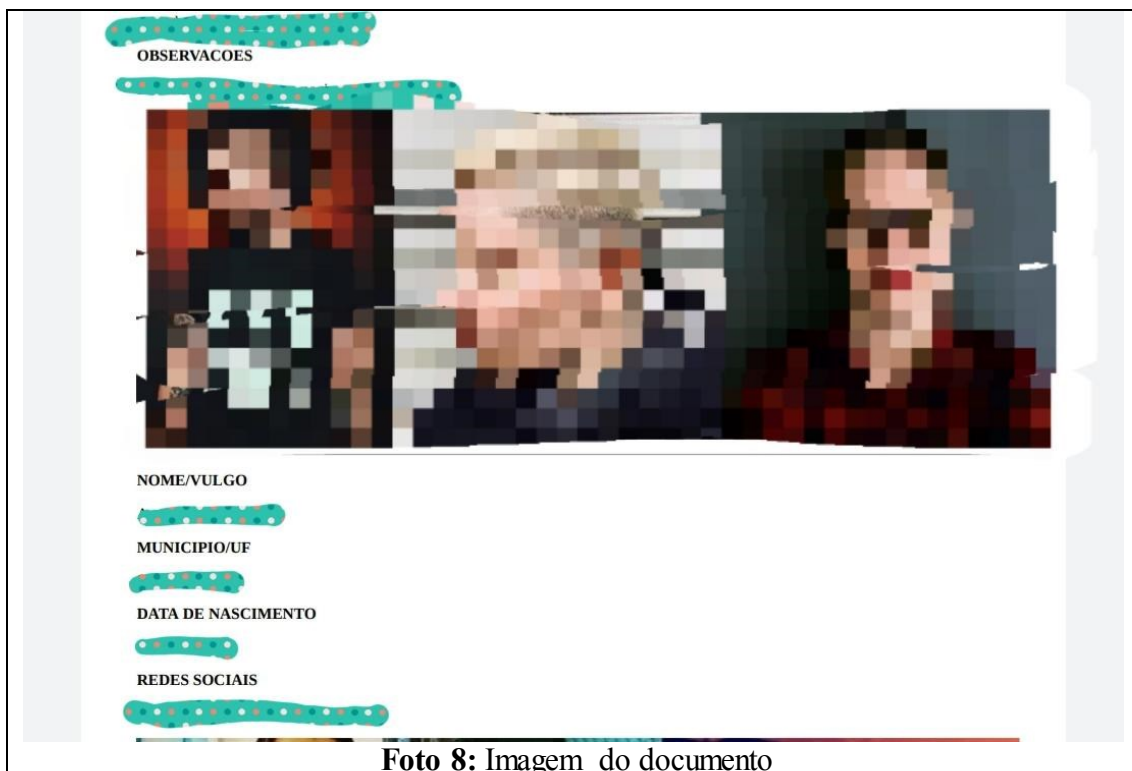 OBSERVACOES
NOME/VULGO
MUNICIPIO/UF
DATA DE NASCIMENTO
REDES SOCIAIS
Foto 8: Imagem do documento